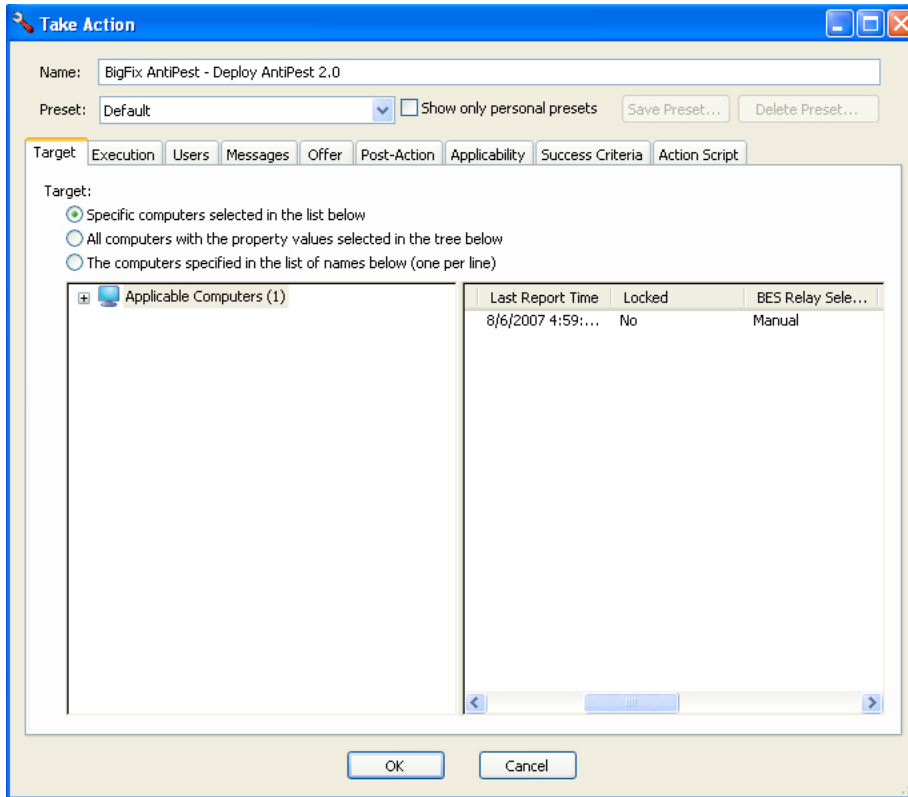 Take Action
Name: BigFix AntiPest - Deploy AntiPest 2.0
Preset: Default Show only personal presets Save Preset... Delete Preset...
Target Execution Users Messages Offer Post-Action Applicability Success Criteria Action Script
Target:
Specific computers selected in the list below
All computers with the property values selected in the tree below
The computers specified in the list of names below (one per line)
Applicable Computers (1) Last Report Time Locked BES Relay Sele...
8/6/2007 4:59:... No Manual
OK Cancel